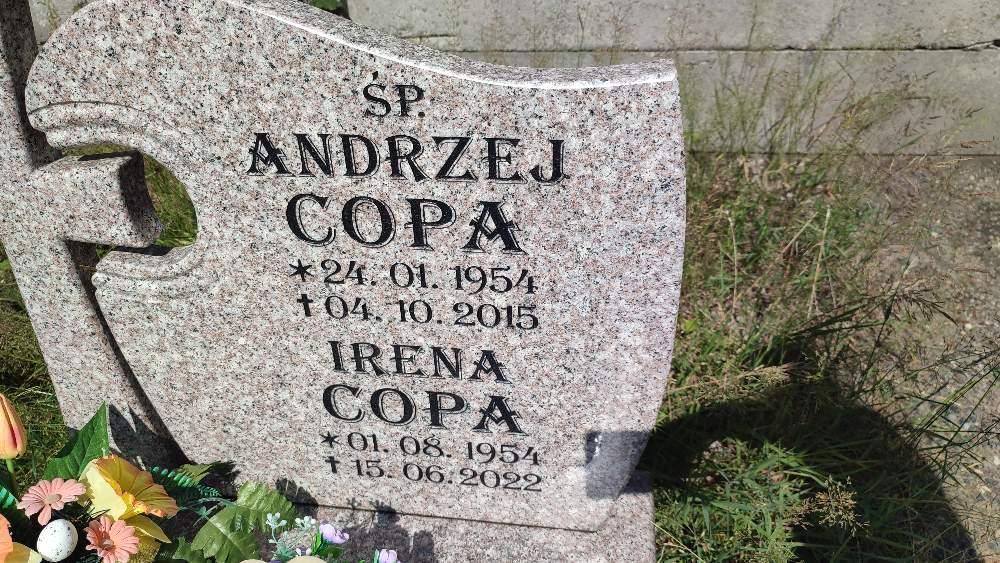 ŚP.
ANDRZEJ
COPA
* 24. 01. 1954
† 04. 10. 2015
IRENA
COPA
* 01. 08. 1954
† 15. 06. 2022